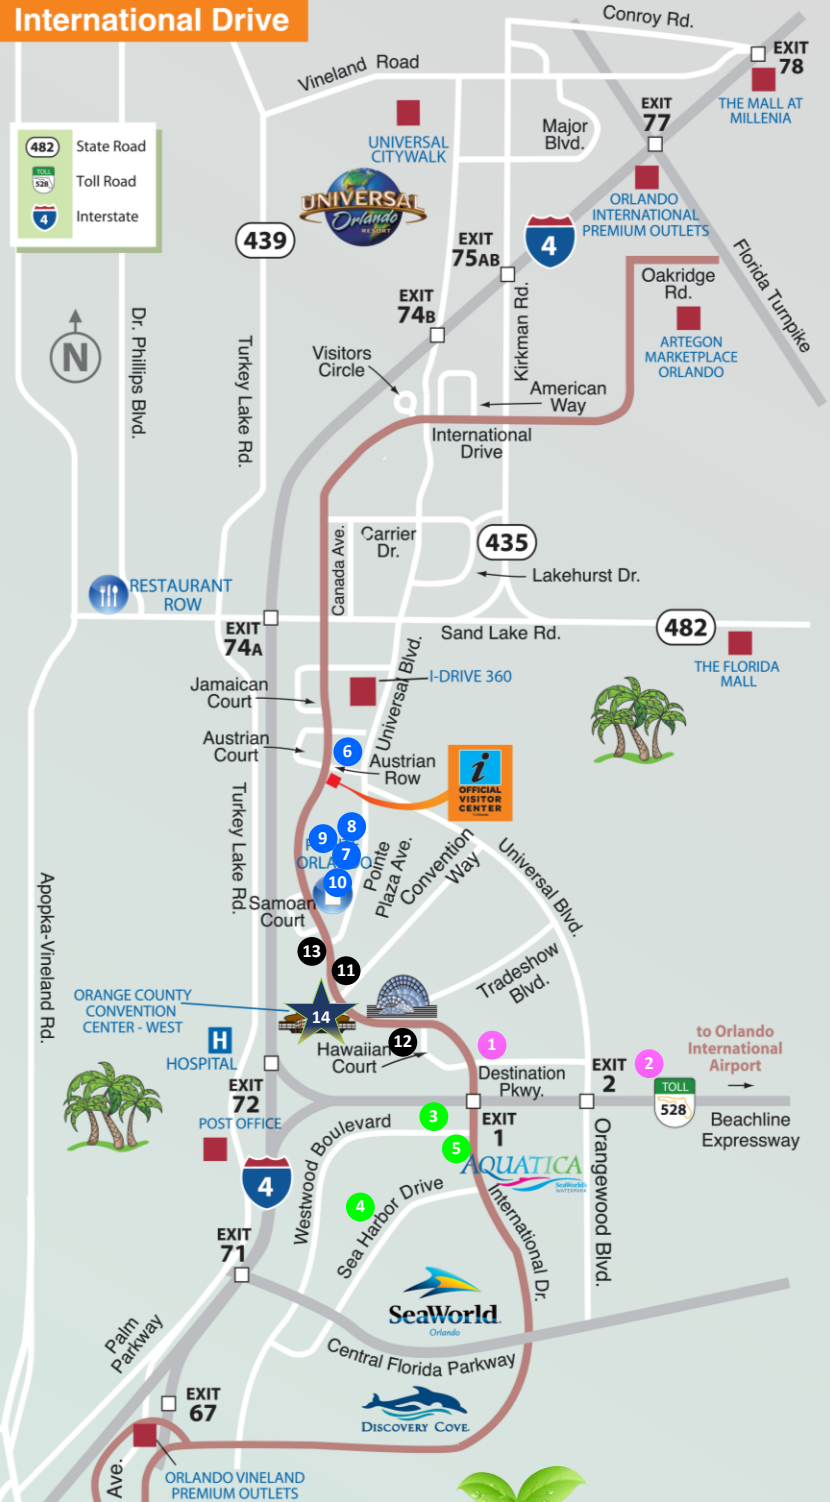 International Drive
Conroy Rd.
EXIT
78
THE MALL AT
MILLENIA
Vineland Road
EXIT
77
Major
Blvd.
UNIVERSAL
CITYWALK
482 State Road
TOLL
528 Toll Road
4 Interstate
UNIVERSAL
Orlando
RESORT
ORLANDO
INTERNATIONAL
PREMIUM OUTLETS
439
EXIT
75AB
4
Florida Turnpike
Oakridge
Rd.
EXIT
74B
Kirkman Rd.
N
Dr. Phillips Blvd.
Turkey Lake Rd.
Visitors
Circle
ARTEGON
MARKETPLACE
ORLANDO
American
Way
International
Drive
Canada Ave.
Carrier
Dr.
435
Lakehurst Dr.
RESTAURANT
ROW
EXIT
74A
Sand Lake Rd.
482
THE FLORIDA
MALL
Universal Blvd.
I-DRIVE 360
Jamaican
Court
Austrian
Court
6
Austrian
Row
i
OFFICIAL
VISITOR
CENTER
Turkey Lake Rd.
8
9
7
ORLANDO
10
Pointe
Plaza Ave.
Convention
Way
Universal Blvd.
Apopka-Vineland Rd.
Samoan
Court
13
11
Tradeshow
Blvd.
ORANGE COUNTY
CONVENTION
CENTER - WEST
14
H
HOSPITAL
Hawaiian
Court
12
1
EXIT
2
2
to Orlando
International
Airport
EXIT
72
Destination
Pkwy.
TOLL
528
POST OFFICE
3
EXIT
1
Beachline
Expressway
Westwood Boulevard
5
AQUATICA
SeaWorld's
WATERPARK
4
4
Sea Harbor Drive
International Dr.
Orangewood Blvd.
EXIT
71
SeaWorld
Orlando
Palm
Parkway
Central Florida Parkway
EXIT
67
DISCOVERY COVE
Ave.
ORLANDO VINELAND
PREMIUM OUTLETS